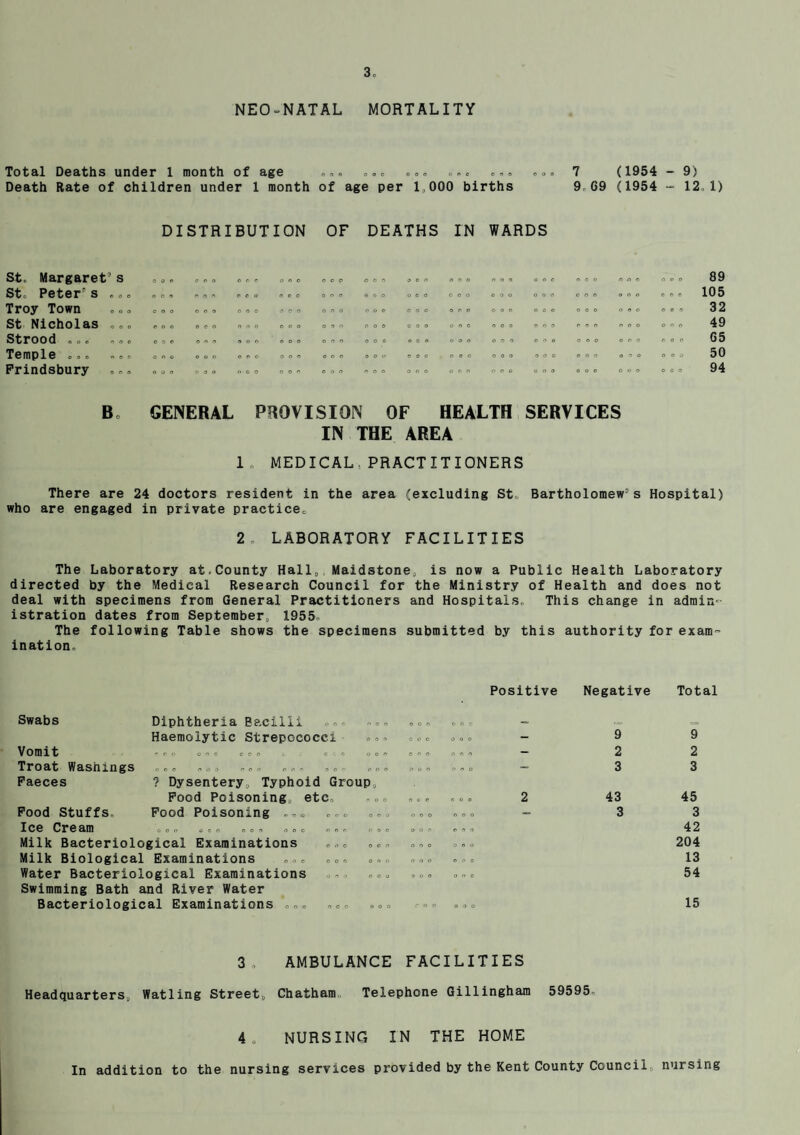 3.
NEO-NATAL MORTALITY
Total Deaths under 1 month of age ... ... ... ... ... ... 7 (1954 - 9)
Death Rate of children under 1 month of age per 1,000 births 9.69 (1954 - 12.1)
DISTRIBUTION OF DEATHS IN WARDS
St. Margaret's ... ... ... ... ... ... ... ... ... ... ... ... ... 89
St. Peter's ... ... ... ... ... ... ... ... ... ... ... ... ... ... 105
Troy Town ... ... ... ... ... ... ... ... ... ... ... ... ... ... 32
St Nicholas ... ... ... ... ... ... ... ... ... ... ... ... ... ... 49
Strood ... ... ... ... ... ... ... ... ... ... ... ... ... ... ... 65
Temple ... ... ... ... ... ... ... ... ... ... ... ... ... ... ... 50
Frindsbury ... ... ... ... ... ... ... ... ... ... ... ... ... ... 94
B. GENERAL PROVISION OF HEALTH SERVICES
IN THE AREA
1. MEDICAL PRACTITIONERS
There are 24 doctors resident in the area (excluding St. Bartholomew's Hospital)
who are engaged in private practice.
2. LABORATORY FACILITIES
The Laboratory at County Hall, Maidstone, is now a Public Health Laboratory
directed by the Medical Research Council for the Ministry of Health and does not
deal with specimens from General Practitioners and Hospitals. This change in admin-
istration dates from September, 1955.
The following Table shows the specimens submitted by this authority for exam-
ination.
Positive Negative Total
Swabs Diphtheria Bacilli ... ... ... ... - - -
Haemolytic Strepococci ... ... ... - 9 9
Vomit ... ... ... ... ... ... ... - 2 2
Troat Washings ... ... ... ... ... ... ... ... - 3 3
Faeces ? Dysentery, Typhoid Group,
Food Poisoning, etc. ... ... ... 2 43 45
Food Stuffs. Food Poisoning ... ... ... ... ... - 3 3
Ice Cream ... ... ... ... ... ... ... ... 42
Milk Bacteriological Examinations ... ... ... ... 204
Milk Biological Examinations ... ... ... ... ... 13
Water Bacteriological Examinations ... ... ... ... 54
Swimming Bath and River Water
Bacteriological Examinations ... ... ... ... ... 15
3. AMBULANCE FACILITIES
Headquarters, Watling Street, Chatham. Telephone Gillingham 59595.
4. NURSING IN THE HOME
In addition to the nursing services provided by the Kent County Council, nursing